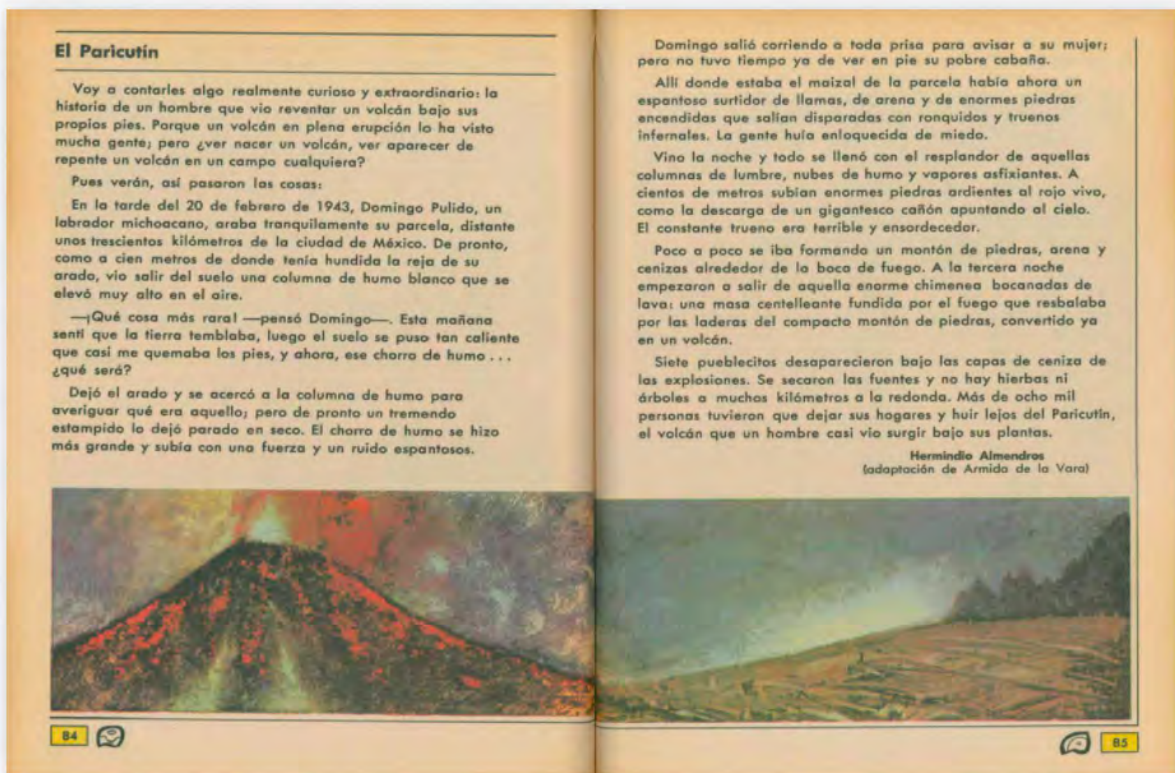 El Paricutín
Voy a contarles algo realmente curioso y extraordinario: la
historia de un hombre que vio reventar un volcán bajo sus
propios pies. Porque un volcán en plena erupción lo ha visto
mucha gente; pero ¿ver nacer un volcán, ver aparecer de
repente un volcán en un campo cualquiera?
Pues verán, así pasaron las cosas:
En la tarde del 20 de febrero de 1943, Domingo Pulido, un
labrador michoacano, araba tranquilamente su parcela, distante
unos trescientos kilómetros de la ciudad de México. De pronto,
como a cien metros de donde tenía hundida la reja de su
arado, vio salir del suelo una columna de humo blanco que se
elevó muy alto en el aire.
—¡Qué cosa más rara! —pensó Domingo—. Esta mañana
sentí que la tierra temblaba, luego el suelo se puso tan caliente
que casi me quemaba los pies, y ahora, ese chorro de humo ...
¿qué será?
Dejó el arado y se acercó a la columna de humo para
averiguar qué era aquello; pero de pronto un tremendo
estampido lo dejó parado en seco. El chorro de humo se hizo
más grande y subía con una fuerza y un ruido espantosos.
84
Domingo salió corriendo a toda prisa para avisar a su mujer;
pero no tuvo tiempo ya de ver en pie su pobre cabaña.
Allí donde estaba el maizal de la parcela había ahora un
espantoso surtidor de llamas, de arena y de enormes piedras
encendidas que salían disparadas con ronquidos y truenos
infernales. La gente huía enloquecida de miedo.
Vino la noche y todo se llenó con el resplandor de aquellas
columnas de lumbre, nubes de humo y vapores asfixiantes. A
cientos de metros subían enormes piedras ardientes al rojo vivo,
como la descarga de un gigantesco cañón apuntando al cielo.
El constante trueno era terrible y ensordecedor.
Poco a poco se iba formando un montón de piedras, arena y
cenizas alrededor de la boca de fuego. A la tercera noche
empezaron a salir de aquella enorme chimenea bocanadas de
lava: una masa centelleante fundida por el fuego que resbalaba
por las laderas del compacto montón de piedras, convertido ya
en un volcán.
Siete pueblecitos desaparecieron bajo las capas de ceniza de
las explosiones. Se secaron las fuentes y no hay hierbas ni
árboles a muchos kilómetros a la redonda. Más de ocho mil
personas tuvieron que dejar sus hogares y huir lejos del Paricutín,
el volcán que un hombre casi vio surgir bajo sus plantas.
Hermindio Almendros
(adaptación de Armida de la Vara)
85